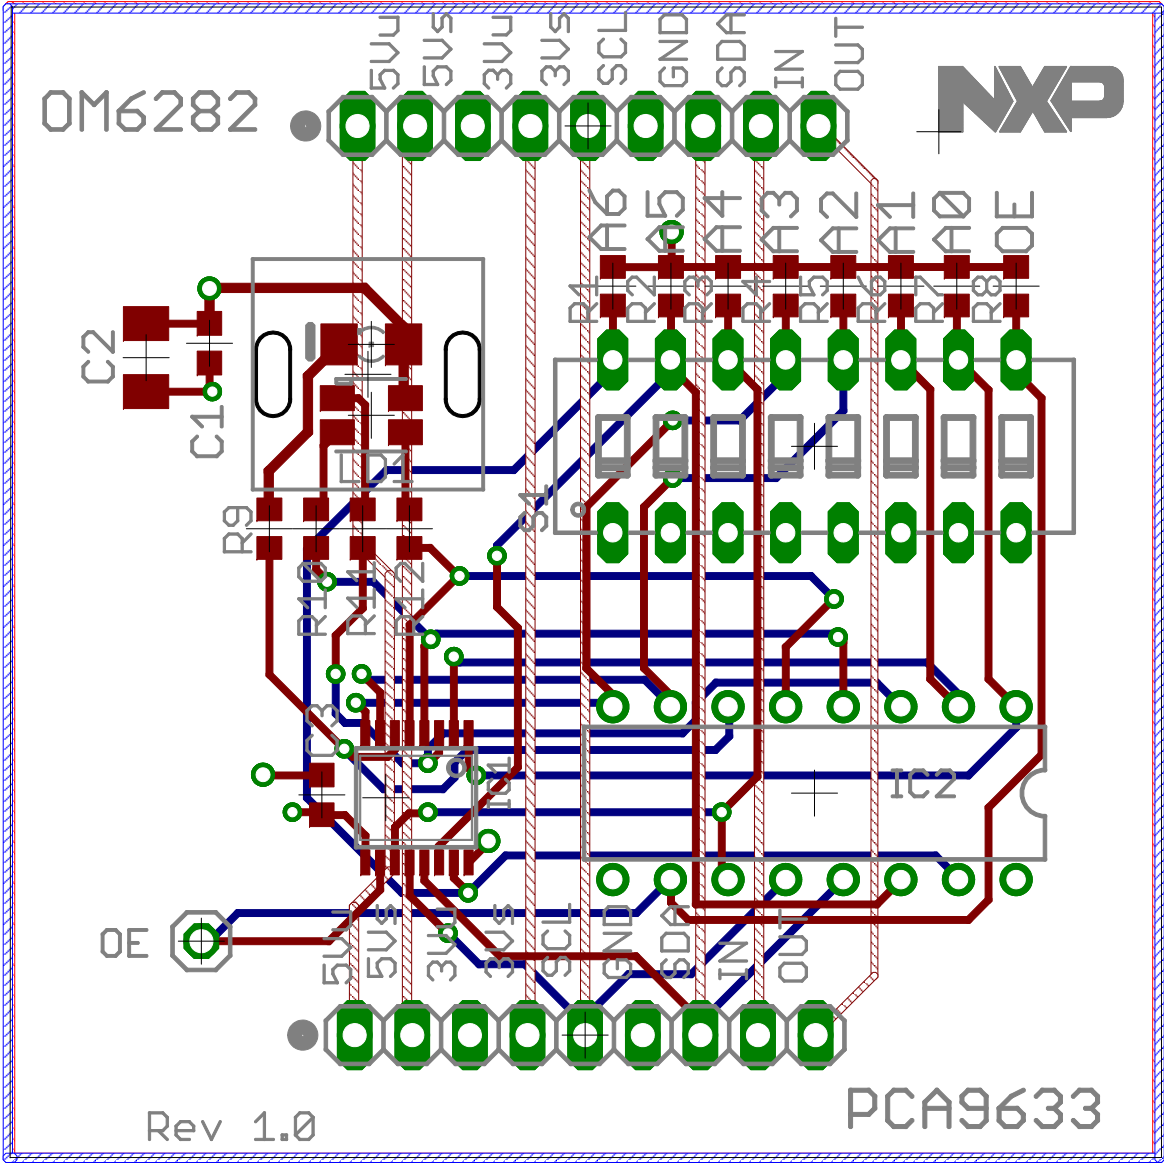 5Vu 5Vs 3Vu 3Vs SCL GND SDA IN OUT
OM6282
NXP
A6 A5 A4 A3 A2 A1 A0 OE
R1 R2 R3 R4 R5 R6 R7 R8
C2
C1
LD1
S1
R9 R10 R11 R12
C3
IC1
IC2
OE
5Vu 5Vs 3Vu 3Vs SCL GND SDA IN OUT
PCA9633
Rev 1.0